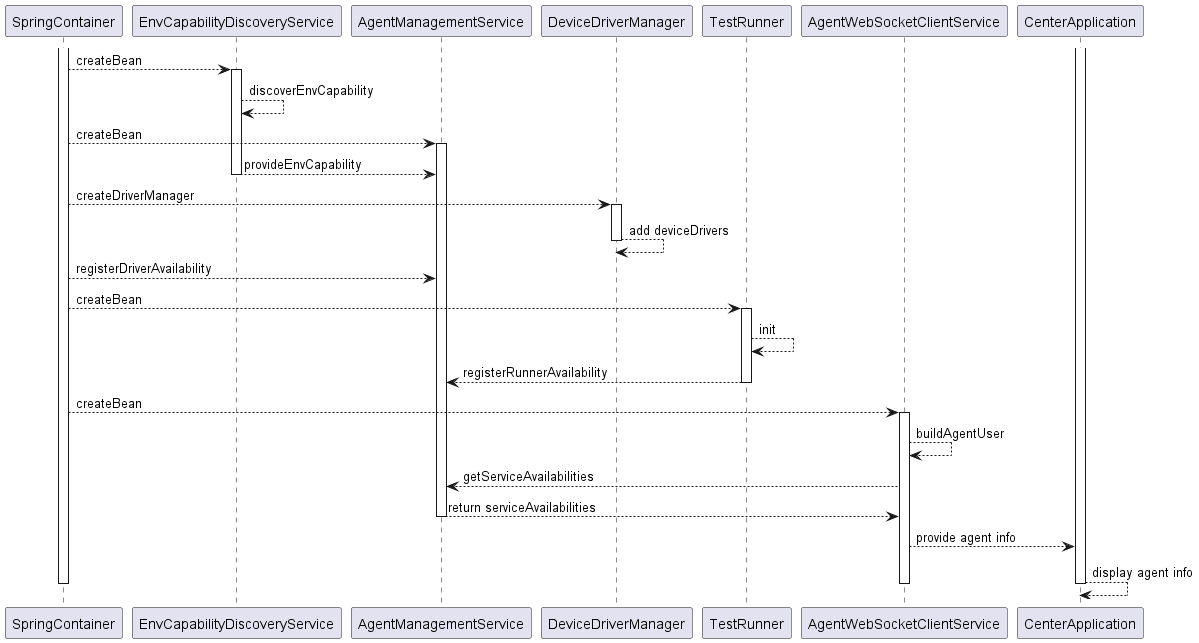 SpringContainer
EnvCapabilityDiscoveryService
AgentManagementService
DeviceDriverManager
TestRunner
AgentWebSocketClientService
CenterApplication
createBean
discoverEnvCapability
createBean
provideEnvCapability
createDriverManager
add deviceDrivers
registerDriverAvailability
createBean
init
registerRunnerAvailability
createBean
buildAgentUser
getServiceAvailabilities
return serviceAvailabilities
provide agent info
display agent info
SpringContainer
EnvCapabilityDiscoveryService
AgentManagementService
DeviceDriverManager
TestRunner
AgentWebSocketClientService
CenterApplication